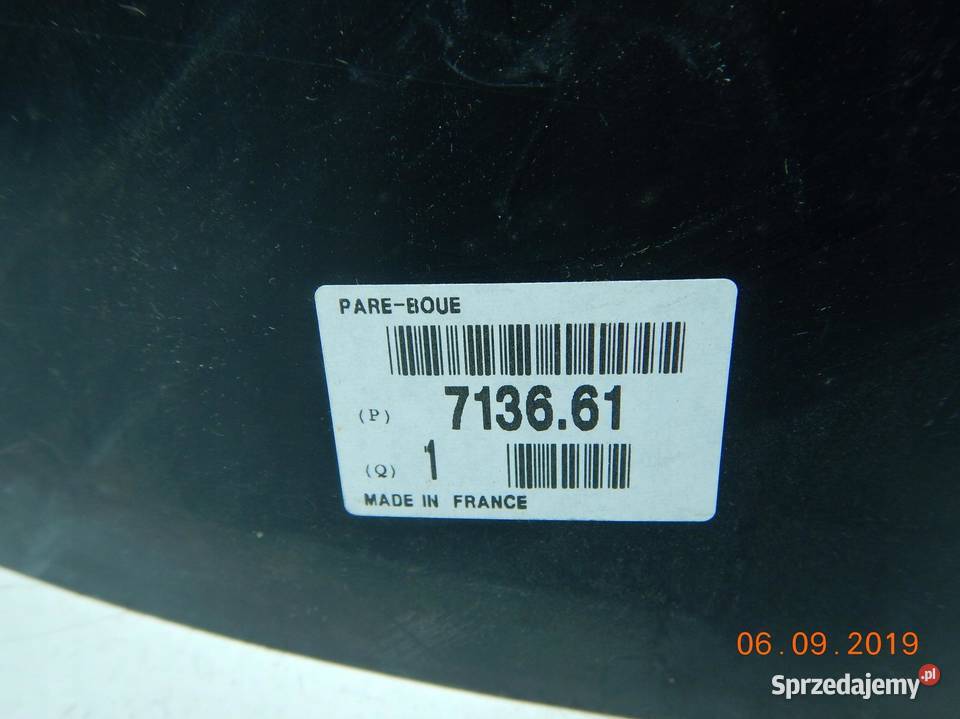 PARE-BOUE
(P) 7136.61
(Q) 1
MADE IN FRANCE
06.09.2019
Sprzedajemy.pl